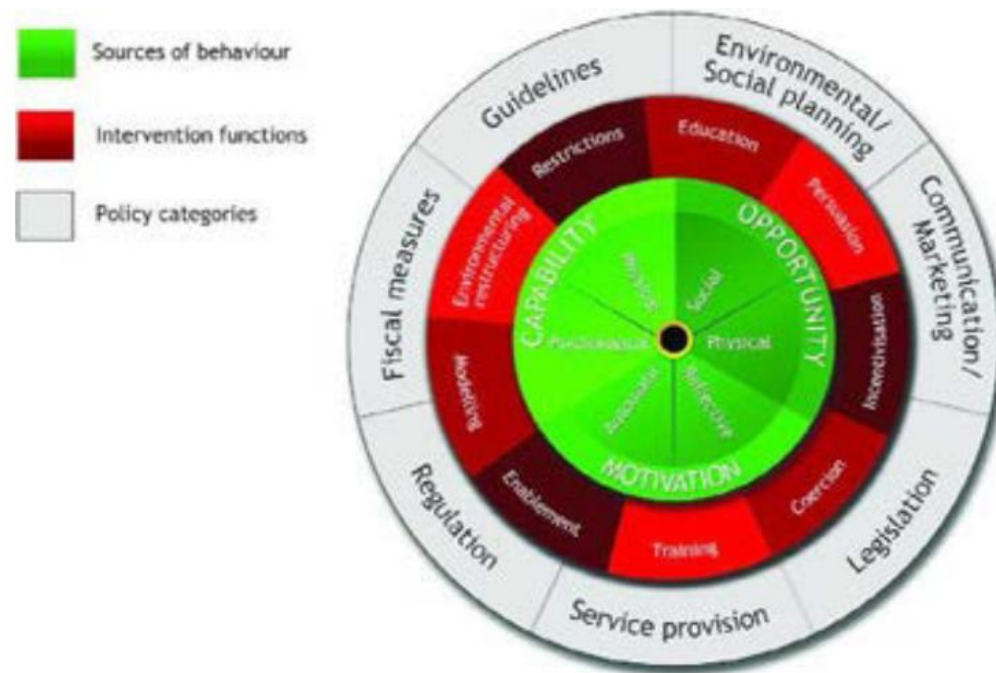 Sources of behaviour
Intervention functions
Policy categories
Guidelines
Environmental/
Social planning
Communication/
Marketing
Legislation
Service provision
Regulation
Fiscal measures
Restrictions
Education
Persuasion
Incentivisation
Coercion
Training
Enablement
Modelling
Environmental
restructuring
CAPABILITY
OPPORTUNITY
MOTIVATION
Physical
Social
Physical
Reflective
Automatic
Psychological